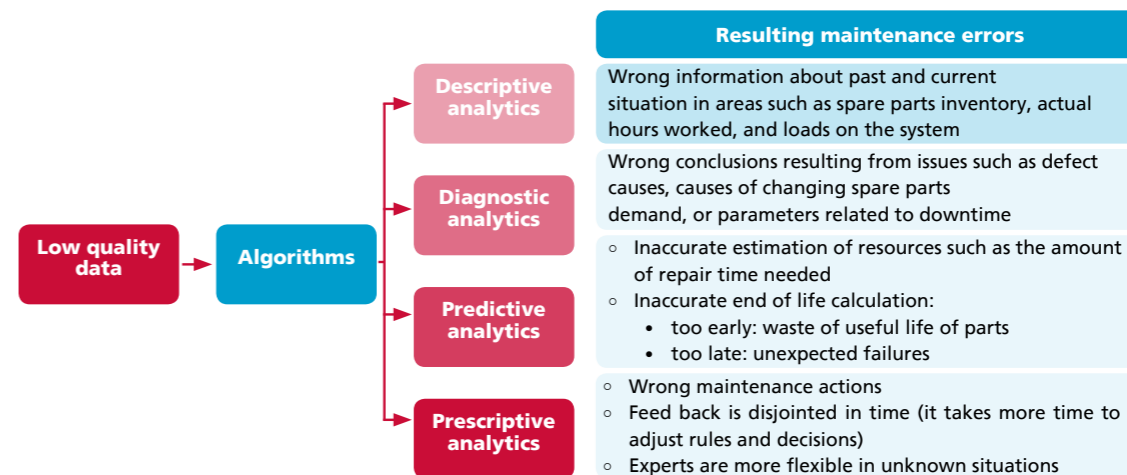 Resulting maintenance errors
Descriptive
analytics
Wrong information about past and current
situation in areas such as spare parts inventory, actual
hours worked, and loads on the system
Diagnostic
analytics
Wrong conclusions resulting from issues such as defect
causes, causes of changing spare parts
demand, or parameters related to downtime
Low quality
data
Algorithms
Predictive
analytics
◦ Inaccurate estimation of resources such as the amount
of repair time needed
◦ Inaccurate end of life calculation:
• too early: waste of useful life of parts
• too late: unexpected failures
Prescriptive
analytics
◦ Wrong maintenance actions
◦ Feed back is disjointed in time (it takes more time to
adjust rules and decisions)
◦ Experts are more flexible in unknown situations